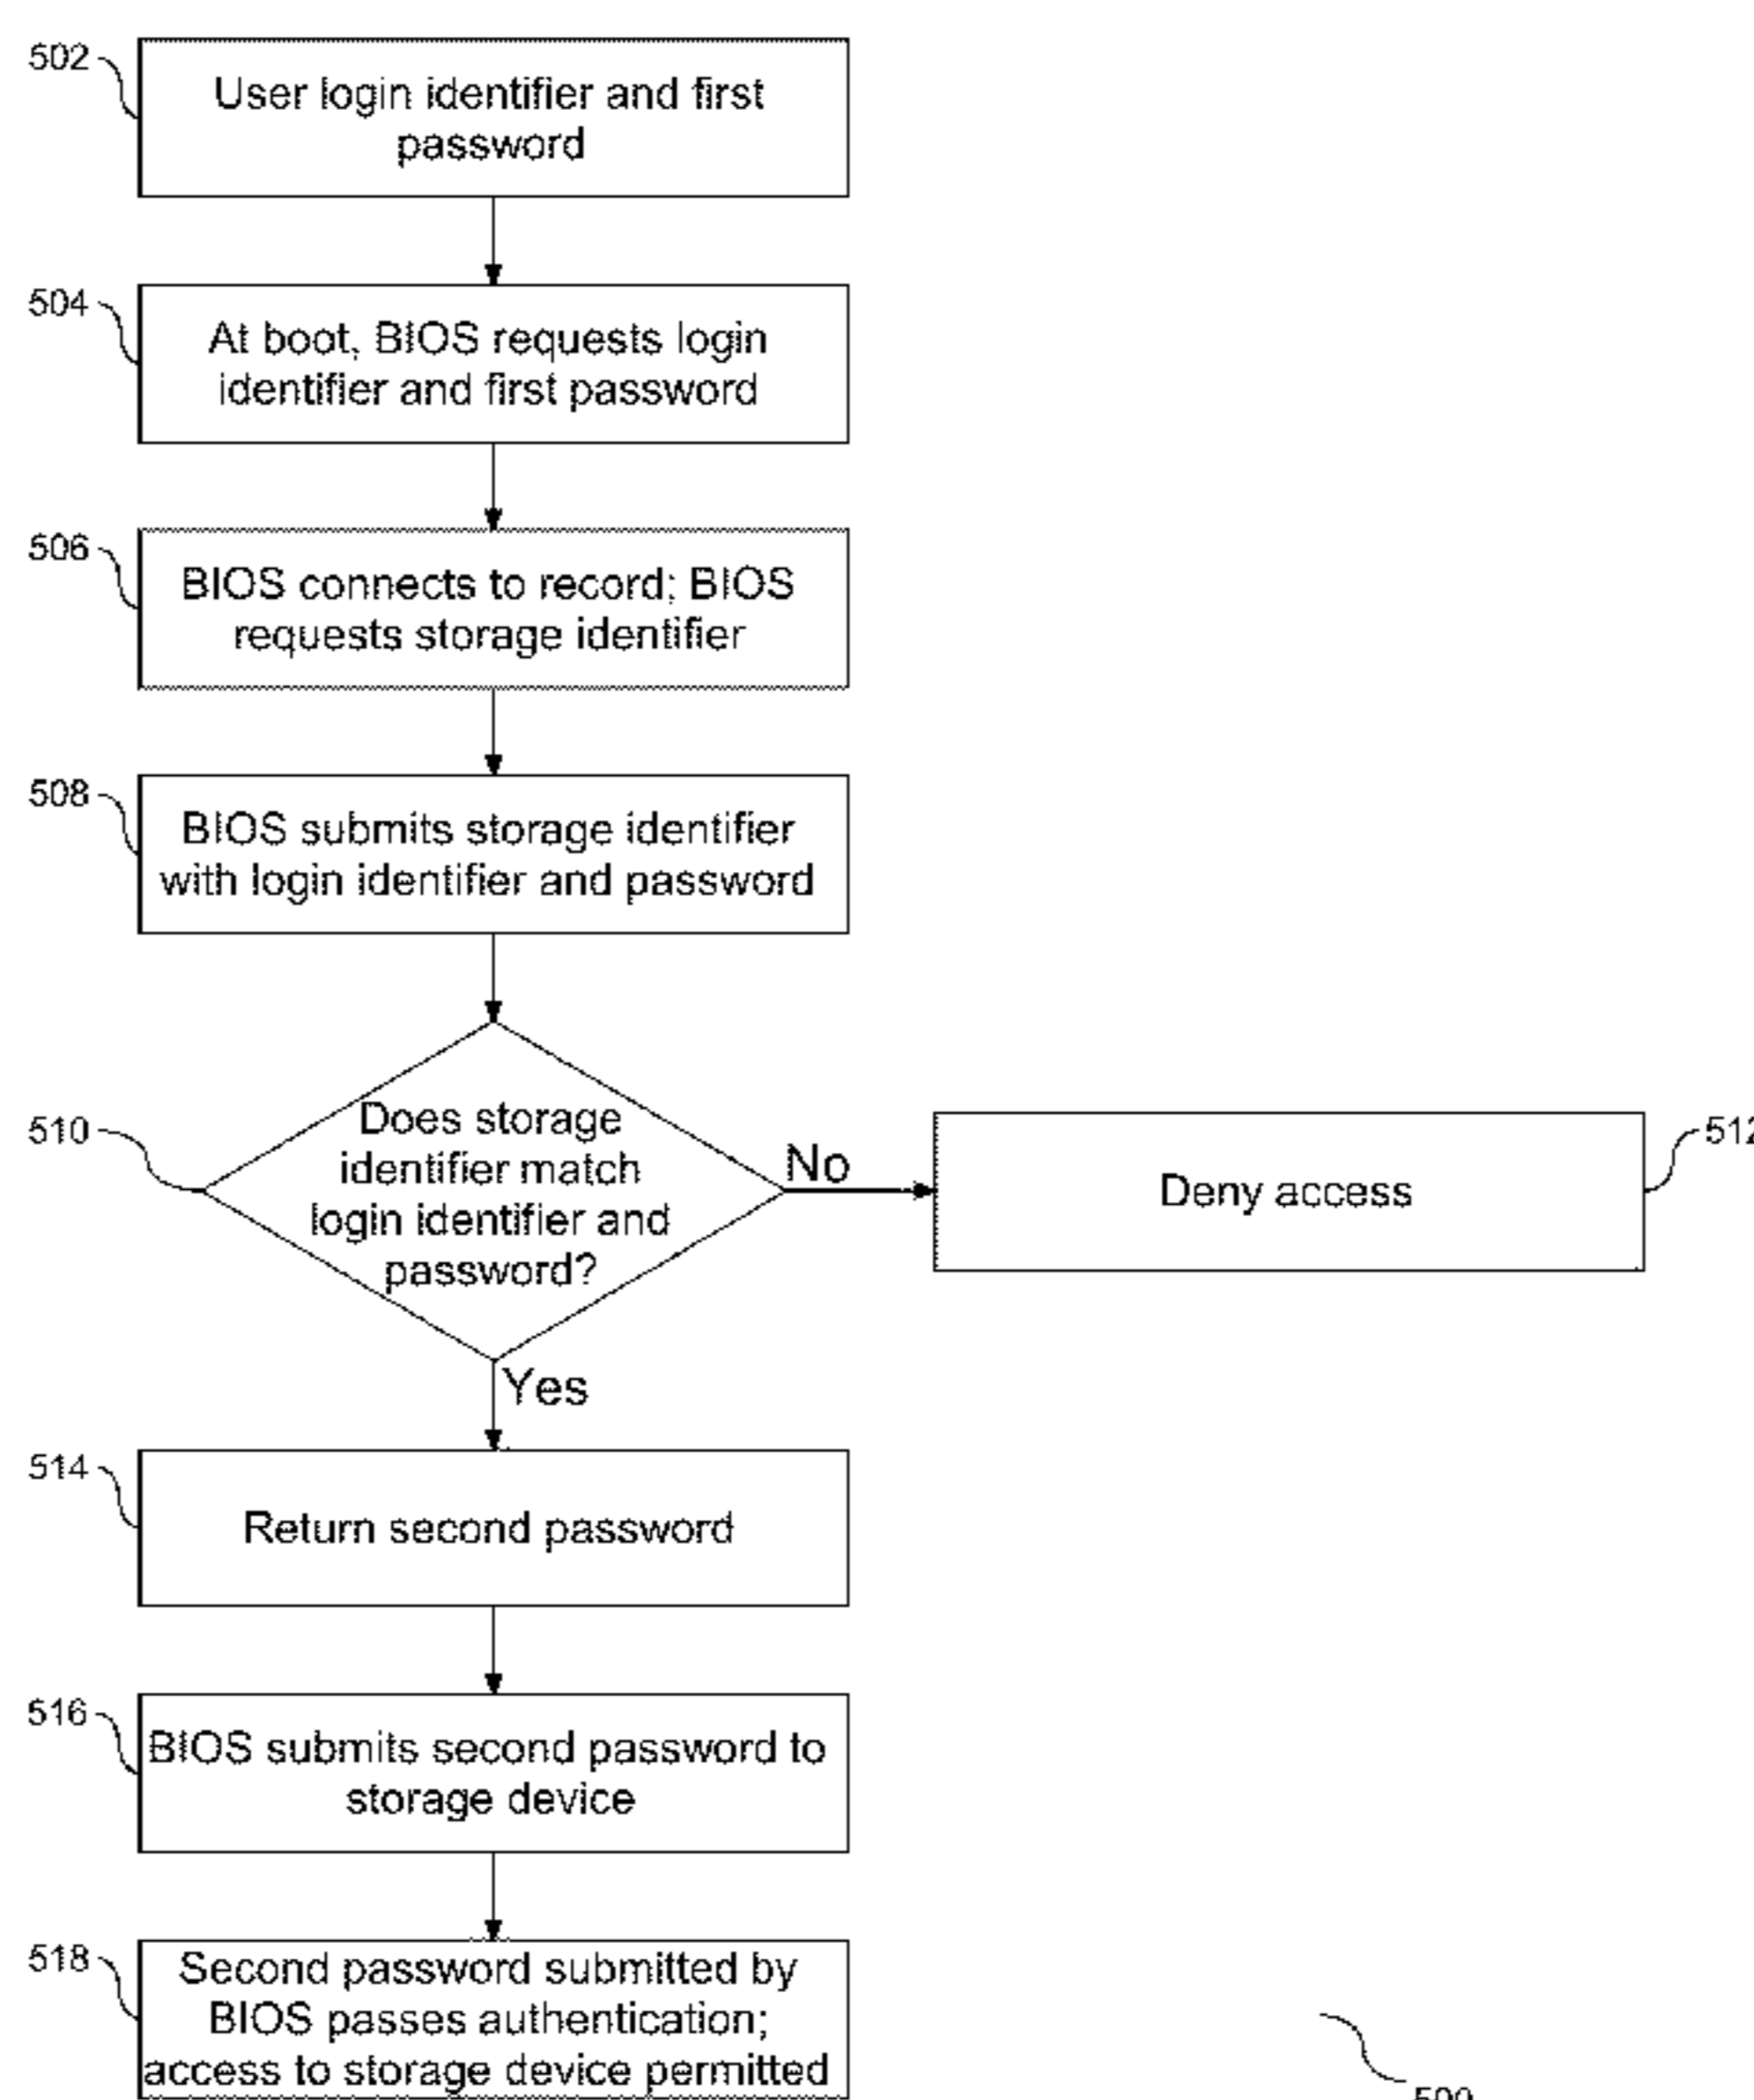 502
User login identifier and first
password
504
At boot, BIOS requests login
identifier and first password
506
BIOS connects to record; BIOS
requests storage identifier
508
BIOS submits storage identifier
with login identifier and password
510
Does storage
identifier match
login identifier and
password?
No
Deny access
512
Yes
514
Return second password
516
BIOS submits second password to
storage device
518
Second password submitted by
BIOS passes authentication;
access to storage device permitted